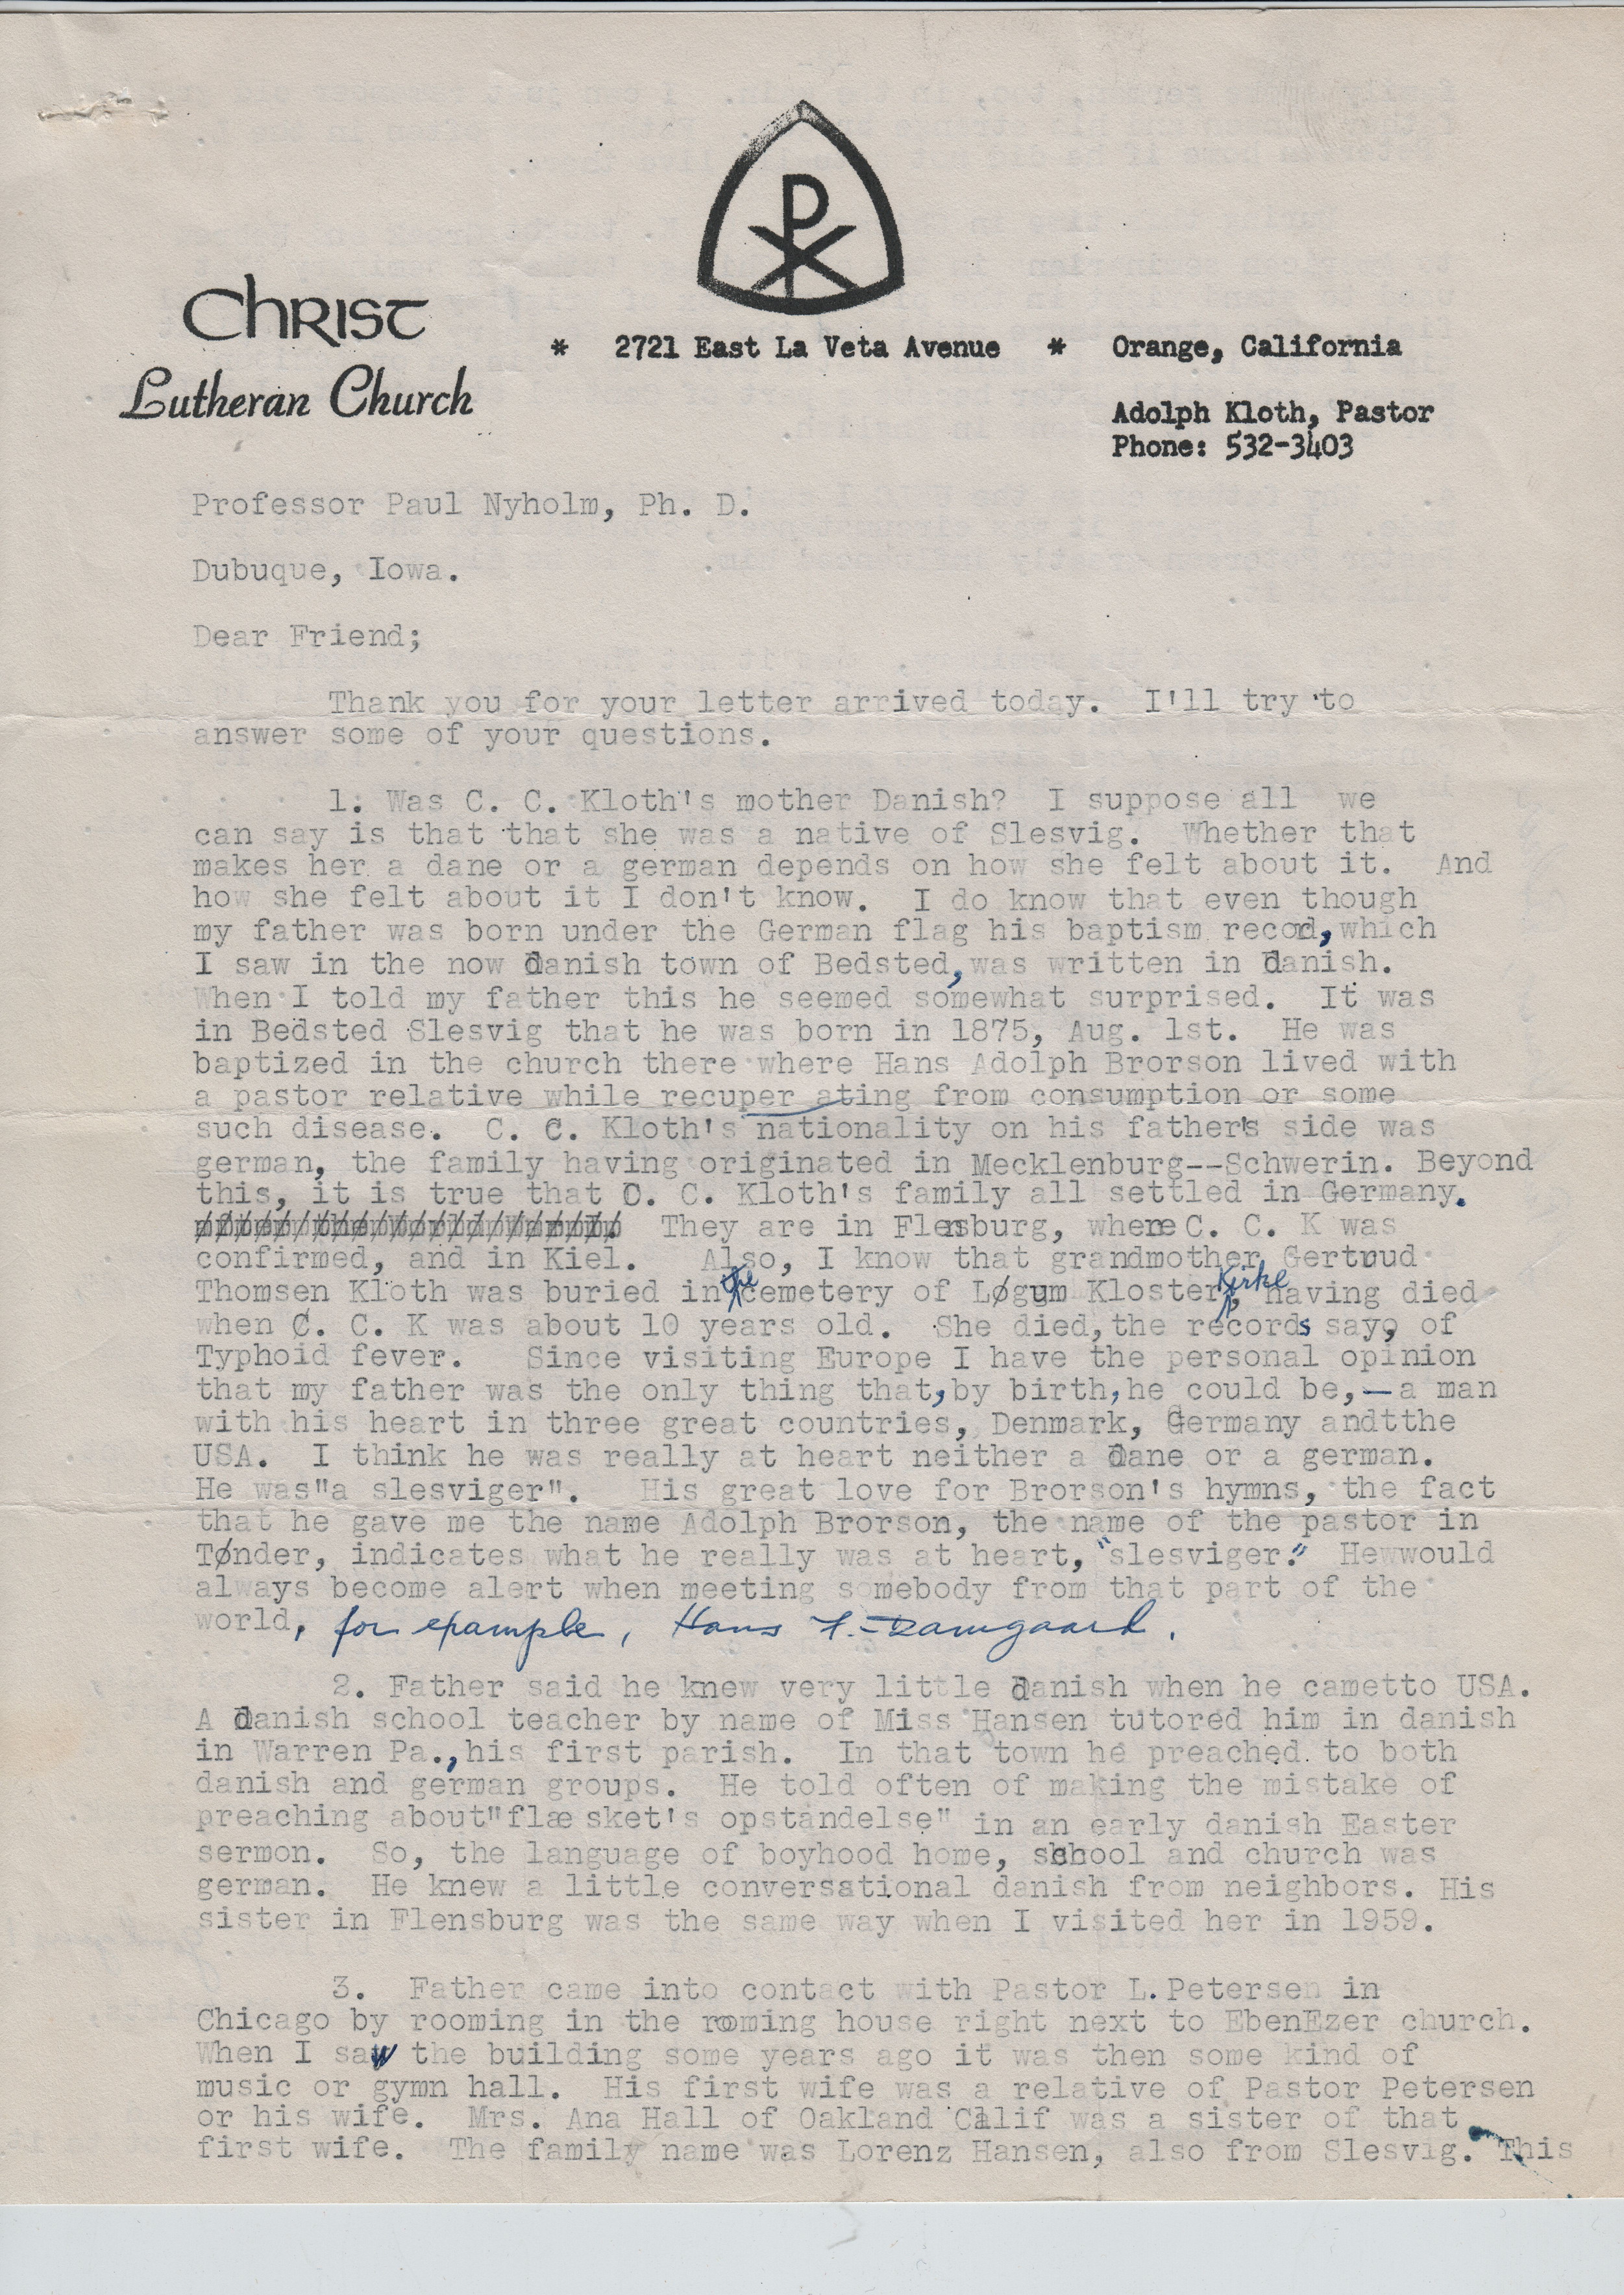 Christ
Lutheran Church
* 2721 East La Veta Avenue * Orange, California
Adolph Kloth, Pastor
Phone: 532-3403
Professor Paul Nyholm, Ph. D.
Dubuque, Iowa.
Dear Friend;
Thank you for your letter arrived today. I'll try to
answer some of your questions.
1. Was C. C. Kloth's mother Danish? I suppose all we
can say is that that she was a native of Slesvig. Whether that
makes her a dane or a german depends on how she felt about it. And
how she felt about it I don't know. I do know that even though
my father was born under the German flag his baptism record, which
I saw in the now danish town of Bedsted, was written in danish.
When I told my father this he seemed somewhat surprised. It was
in Bedsted Slesvig that he was born in 1875, Aug. 1st. He was
baptized in the church there where Hans Adolph Brorson lived with
a pastor relative while recuper ating from consumption or some
such disease. C. C. Kloth's nationality on his father's side was
german, the family having originated in Mecklenburg--Schwerin. Beyond
this, it is true that C. C. Kloth's family all settled in Germany.
They are in Flensburg, where C. C. K was
confirmed, and in Kiel. Also, I know that grandmother Gertruud
Thomsen Kloth was buried in the cemetery of Løgum Kloster Kirke, having died
when C. C. K was about 10 years old. She died, the records say, of
Typhoid fever. Since visiting Europe I have the personal opinion
that my father was the only thing that, by birth, he could be,— a man
with his heart in three great countries, Denmark, Germany andtthe
USA. I think he was really at heart neither a dane or a german.
He was"a slesviger". His great love for Brorson's hymns, the fact
that he gave me the name Adolph Brorson, the name of the pastor in
Tønder, indicates what he really was at heart, "slesviger." Hewwould
always become alert when meeting somebody from that part of the
world, for example, Hans F. Damgaard.
2. Father said he knew very little danish when he cametto USA.
A danish school teacher by name of Miss Hansen tutored him in danish
in Warren Pa., his first parish. In that town he preached to both
danish and german groups. He told often of making the mistake of
preaching about"flæ sket's opstandelse" in an early danish Easter
sermon. So, the language of boyhood home, school and church was
german. He knew a little conversational danish from neighbors. His
sister in Flensburg was the same way when I visited her in 1959.
3. Father came into contact with Pastor L. Petersen in
Chicago by rooming in the rooming house right next to EbenEzer church.
When I saw the building some years ago it was then some kind of
music or gymn hall. His first wife was a relative of Pastor Petersen
or his wife. Mrs. Ana Hall of Oakland Calif was a sister of that
first wife. The family name was Lorenz Hansen, also from Slesvig. This